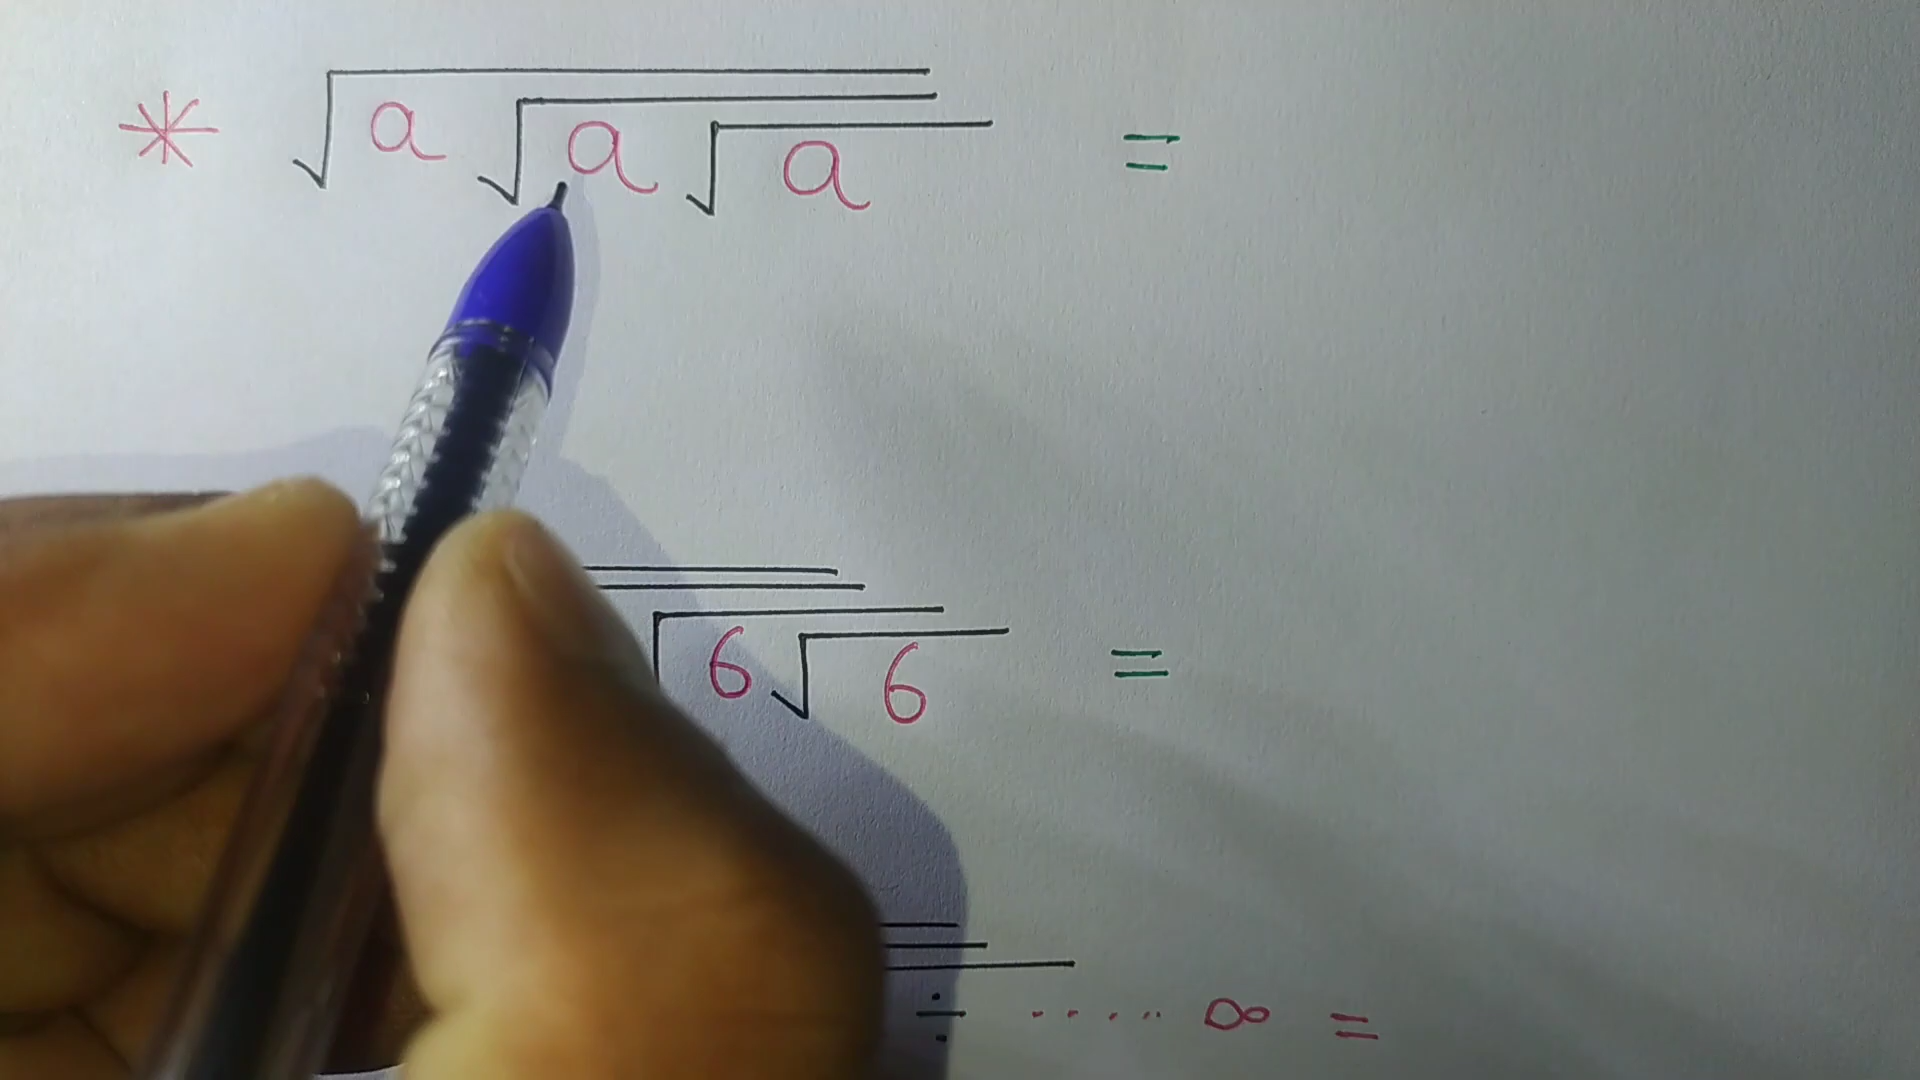 * √a√a√a =
√6√6 =
÷ ..... ∞ =